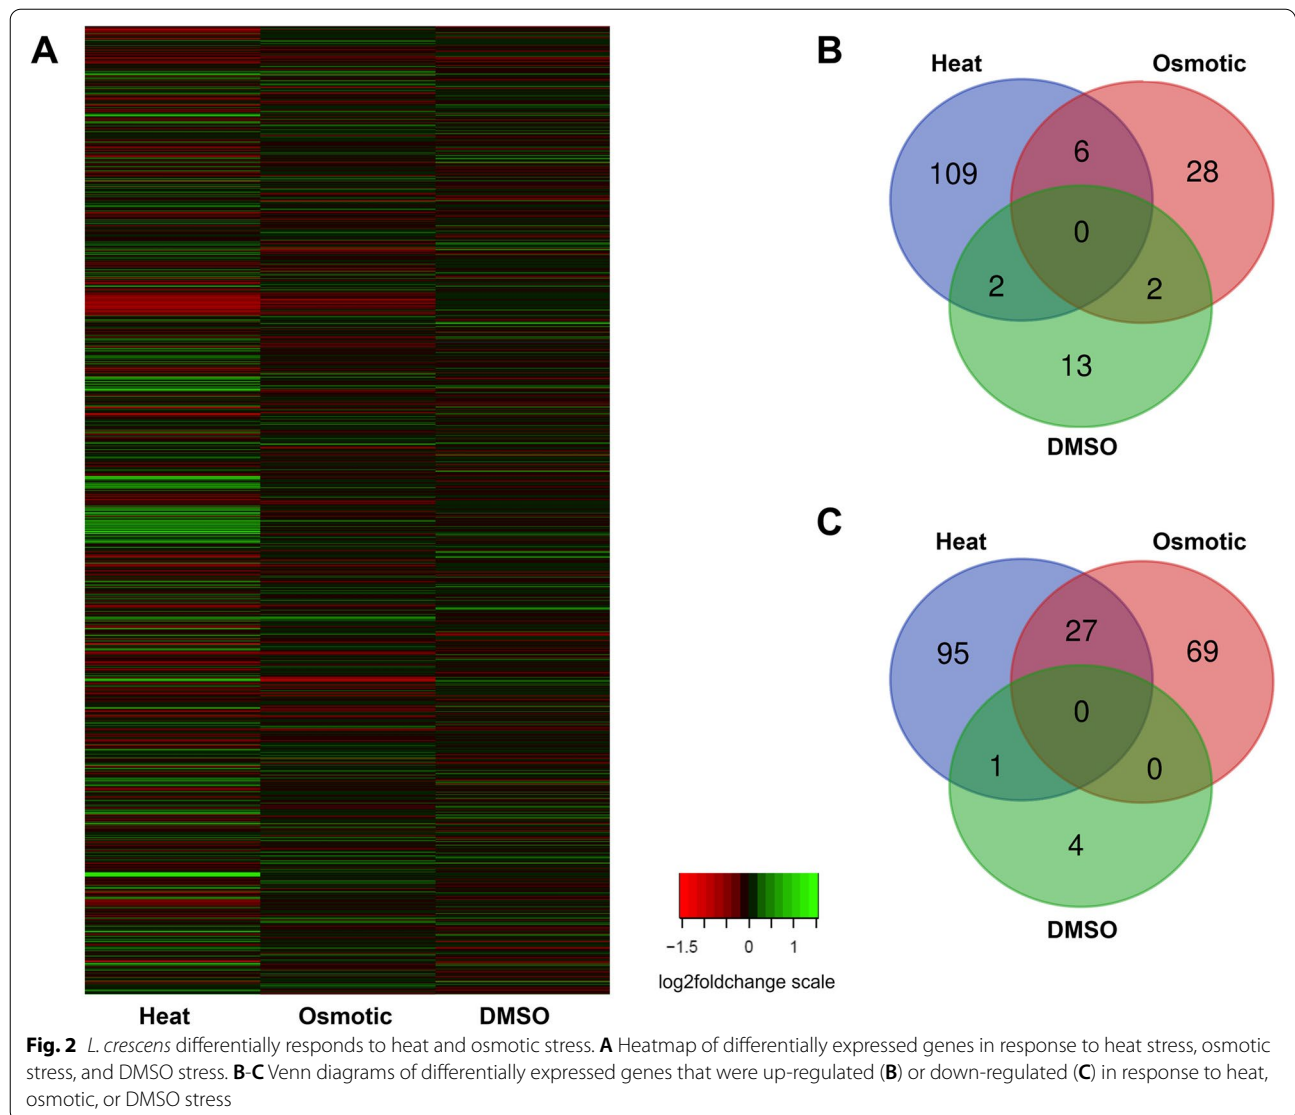 A
Heat
Osmotic
DMSO
−1.5
0
1
log2foldchange scale
B
Heat
Osmotic
109
6
28
0
2
2
13
DMSO
C
Heat
Osmotic
95
27
69
0
1
0
4
DMSO
Fig. 2 L. crescens differentially responds to heat and osmotic stress. A Heatmap of differentially expressed genes in response to heat stress, osmotic
stress, and DMSO stress. B-C Venn diagrams of differentially expressed genes that were up-regulated (B) or down-regulated (C) in response to heat,
osmotic, or DMSO stress